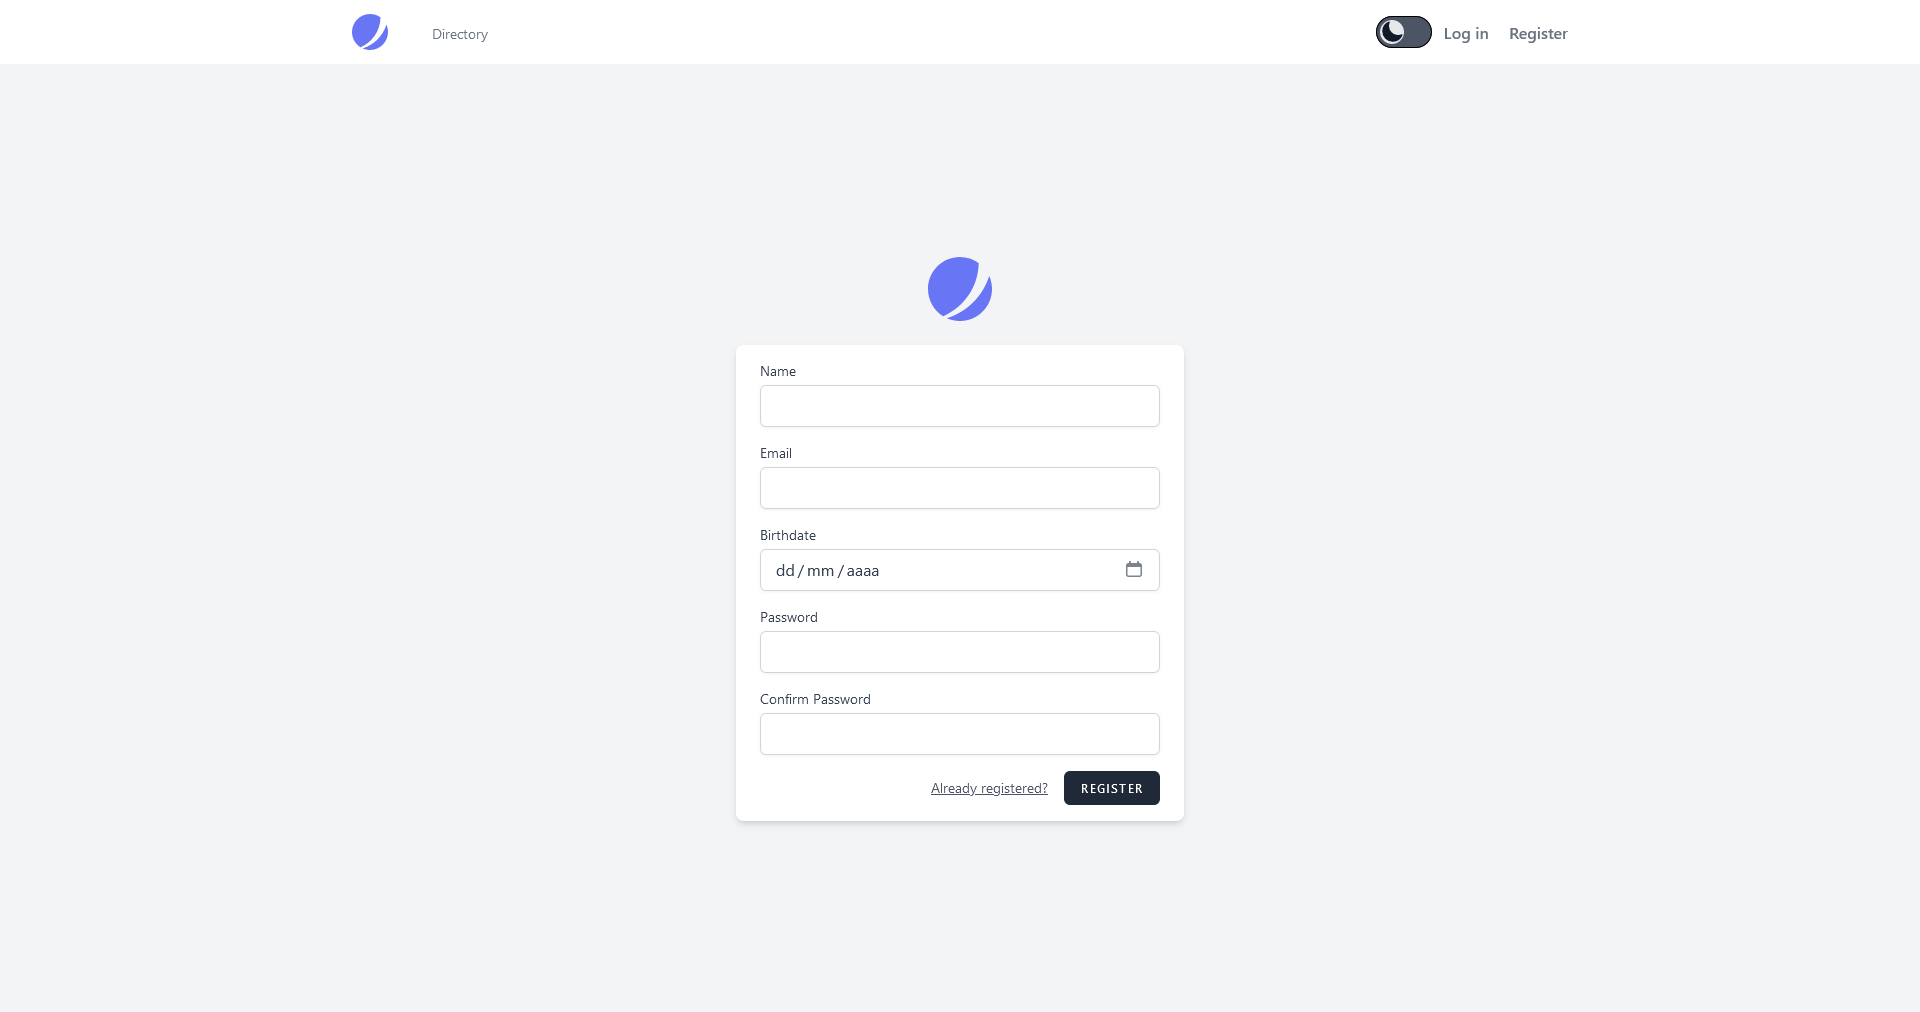 Directory
Log in
Register
Name
Email
Birthdate
dd/mm/aaaa
Password
Confirm Password
Already registered?
REGISTER